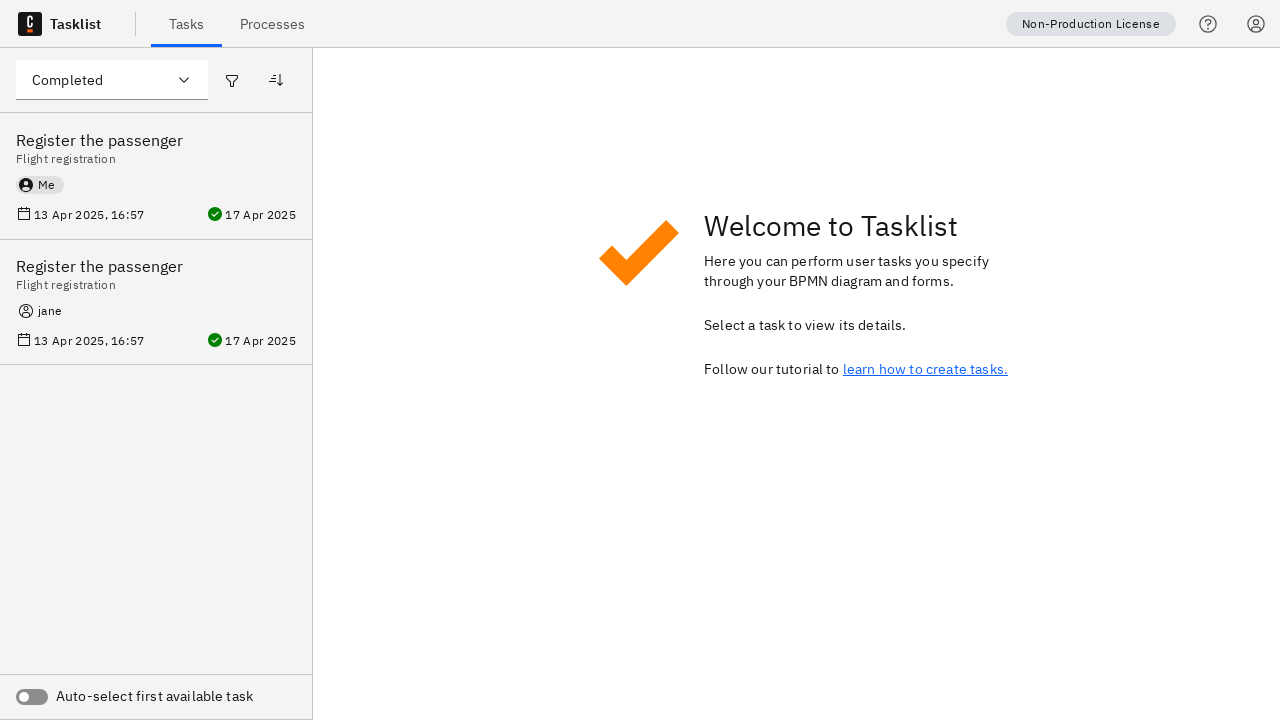 Tasklist
Tasks
Processes
Non-Production License
Completed
Register the passenger
Flight registration
Me
13 Apr 2025, 16:57
17 Apr 2025
Register the passenger
Flight registration
jane
13 Apr 2025, 16:57
17 Apr 2025
Auto-select first available task
Welcome to Tasklist
Here you can perform user tasks you specify
through your BPMN diagram and forms.
Select a task to view its details.
Follow our tutorial to learn how to create tasks.